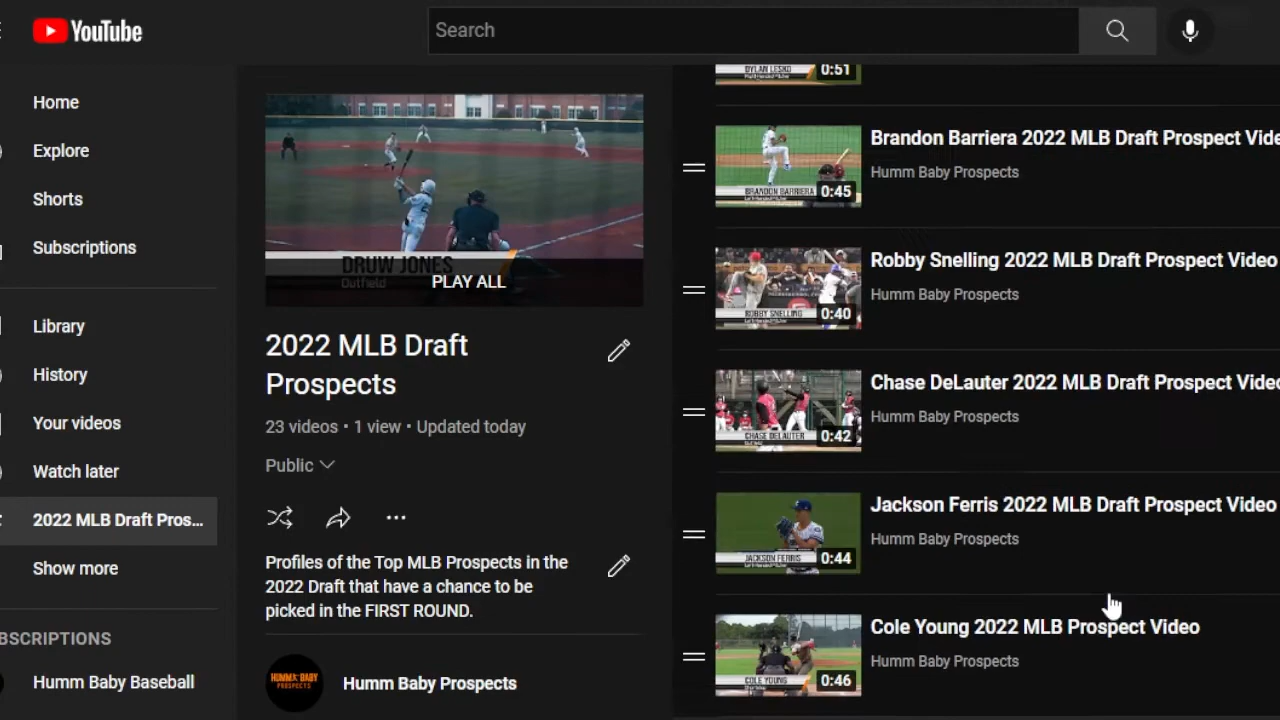 YouTube
Search
Home
Explore
Shorts
Subscriptions
Library
History
Your videos
Watch later
2022 MLB Draft Pros...
Show more
BSCRIPTIONS
Humm Baby Baseball
DRUW JONES
Outfield
PLAY ALL
2022 MLB Draft
Prospects
23 videos • 1 view • Updated today
Public
Profiles of the Top MLB Prospects in the
2022 Draft that have a chance to be
picked in the FIRST ROUND.
HUMM BABY
PROSPECTS
Humm Baby Prospects
DYLAN LESKO
0:51
BRANDON BARRIERA
0:45
Brandon Barriera 2022 MLB Draft Prospect Vide
Humm Baby Prospects
ROBBY SNELLING
0:40
Robby Snelling 2022 MLB Draft Prospect Video
Humm Baby Prospects
CHASE DELAUTER
0:42
Chase DeLauter 2022 MLB Draft Prospect Video
Humm Baby Prospects
JACKSON FERRIS
0:44
Jackson Ferris 2022 MLB Draft Prospect Video
Humm Baby Prospects
COLE YOUNG
0:46
Cole Young 2022 MLB Prospect Video
Humm Baby Prospects